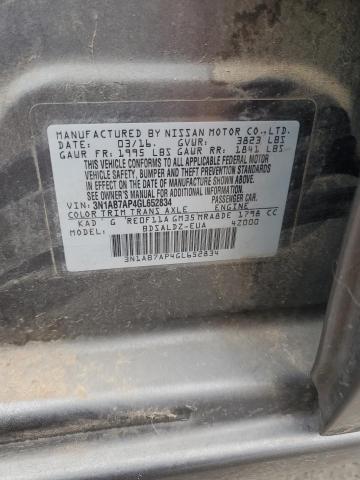 MANUFACTURED BY NISSAN MOTOR CO., LTD.
DATE: 03/16. GVWR: 3823 LBS
GAWR FR: 1995 LBS GAWR RR: 1841 LBS
THIS VEHICLE CONFORMS TO ALL APPLICABLE FEDERAL MOTOR
VEHICLE SAFETY, BUMPER, AND THEFT PREVENTION
STANDARDS IN EFFECT ON THE DATE OF
MANUFACTURE SHOWN ABOVE. SEE OWNER'S
MANUAL FOR ADDITIONAL INFORMATION.
VIN: 3N1AB7AP4GL652834 PASSENGER CAR
COLOR TRIM TRANS AXLE ENGINE
KAD G RE0F11A GM35 MRA8DE 1798 CC
MODEL: BDSALDZ-EUA 42000
3N1AB7AP4GL652834